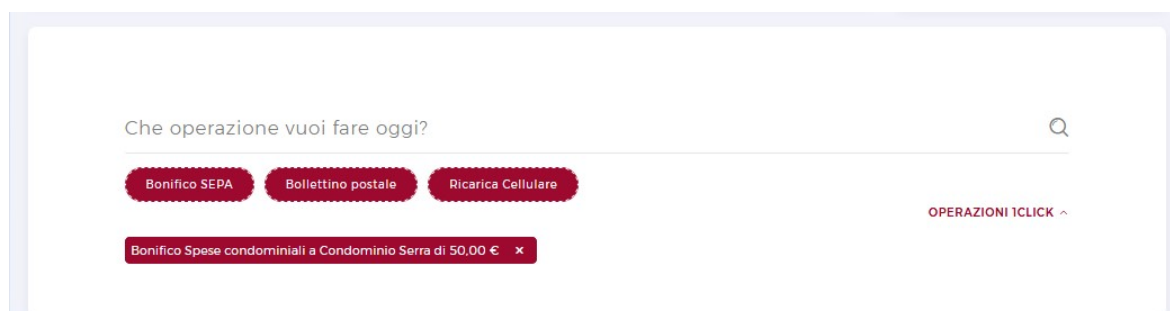 Che operazione vuoi fare oggi?
Bonifico SEPA
Bollettino postale
Ricarica Cellulare
OPERAZIONI 1CLICK
Bonifico Spese condominiali a Condominio Serra di 50,00 € ×